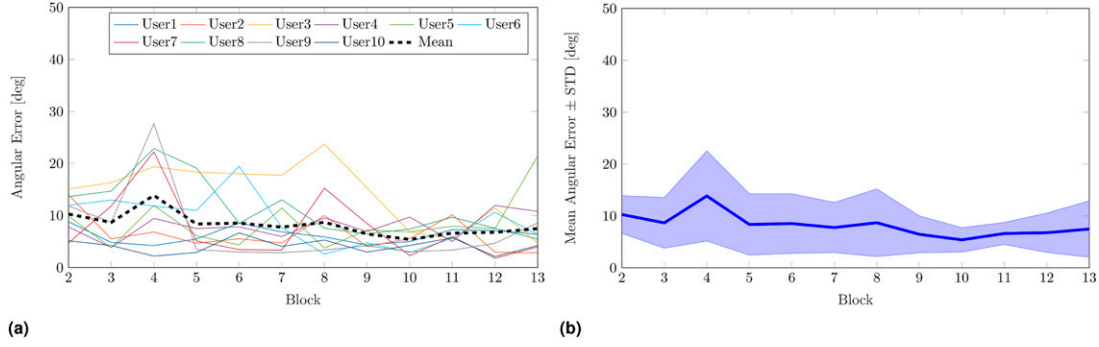 50
40
30
20
10
0
Angular Error [deg]
User1 User2 User3 User4 User5 User6
User7 User8 User9 User10 Mean
2 3 4 5 6 7 8 9 10 11 12 13
Block
(a)
50
40
30
20
10
0
Mean Angular Error ± STD [deg]
2 3 4 5 6 7 8 9 10 11 12 13
Block
(b)